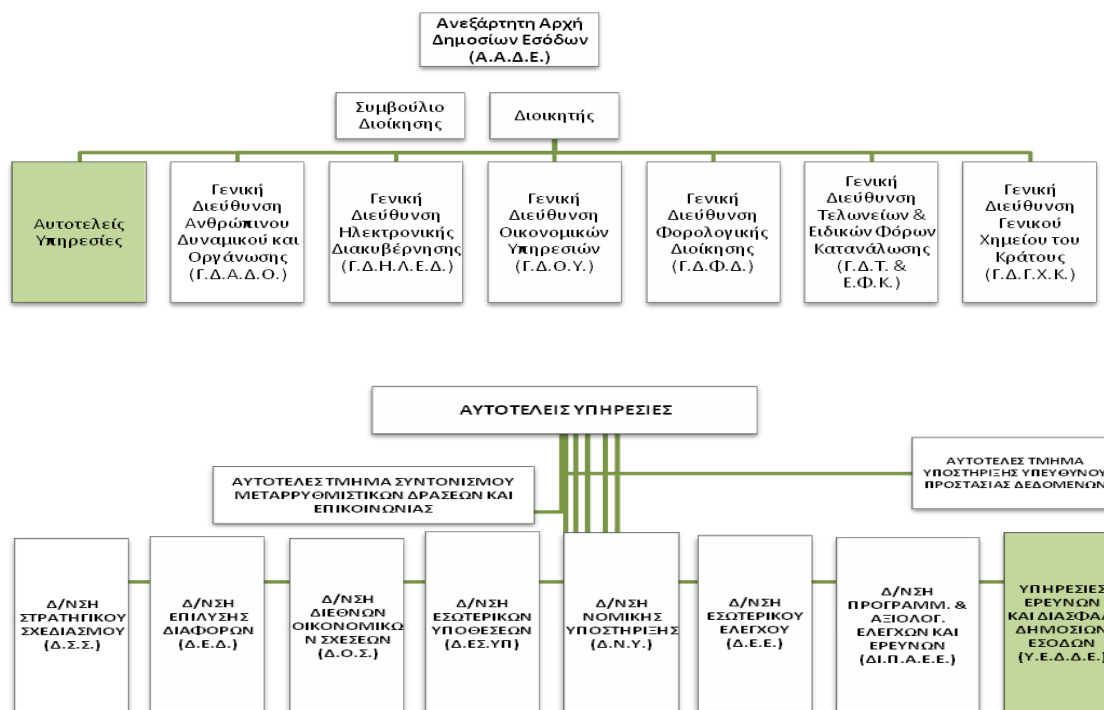 Ανεξάρτητη Αρχή
Δημοσίων Εσόδων
(Α.Α.Δ.Ε.)
Συμβούλιο
Διοίκησης
Διοικητής
Αυτοτελείς
Υπηρεσίες
Γενική
Διεύθυνση
Ανθρώπινου
Δυναμικού και
Οργάνωσης
(Γ.Δ.Α.Δ.Ο.)
Γενική
Διεύθυνση
Ηλεκτρονικής
Διακυβέρνησης
(Γ.Δ.Η.Λ.Ε.Δ.)
Γενική
Διεύθυνση
Οικονομικών
Υπηρεσιών
(Γ.Δ.Ο.Υ.)
Γενική
Διεύθυνση
Φορολογικής
Διοίκησης
(Γ.Δ.Φ.Δ.)
Γενική
Διεύθυνση
Τελωνείων &
Ειδικών Φόρων
Κατανάλωσης
(Γ.Δ.Τ. &
Ε.Φ.Κ.)
Γενική
Διεύθυνση
Γενικού
Χημείου του
Κράτους
(Γ.Δ.Γ.Χ.Κ.)
ΑΥΤΟΤΕΛΕΙΣ ΥΠΗΡΕΣΙΕΣ
ΑΥΤΟΤΕΛΕΣ ΤΜΗΜΑ ΣΥΝΤΟΝΙΣΜΟΥ
ΜΕΤΑΡΡΥΘΜΙΣΤΙΚΩΝ ΔΡΑΣΕΩΝ ΚΑΙ
ΕΠΙΚΟΙΝΩΝΙΑΣ
ΑΥΤΟΤΕΛΕΣ ΤΜΗΜΑ
ΥΠΟΣΤΗΡΙΞΗΣ ΥΠΕΥΘΥΝΟΥ
ΠΡΟΣΤΑΣΙΑΣ ΔΕΔΟΜΕΝΩΝ
Δ/ΝΣΗ
ΣΤΡΑΤΗΓΙΚΟΥ
ΣΧΕΔΙΑΣΜΟΥ
(Δ.Σ.Σ.)
Δ/ΝΣΗ
ΕΠΙΛΥΣΗΣ
ΔΙΑΦΟΡΩΝ
(Δ.Ε.Δ.)
Δ/ΝΣΗ
ΔΙΕΘΝΩΝ
ΟΙΚΟΝΟΜΙΚΩ
Ν ΣΧΕΣΕΩΝ
(Δ.Ο.Σ.)
Δ/ΝΣΗ
ΕΣΩΤΕΡΙΚΩΝ
ΥΠΟΘΕΣΕΩΝ
(Δ.ΕΣ.ΥΠ)
Δ/ΝΣΗ
ΝΟΜΙΚΗΣ
ΥΠΟΣΤΗΡΙΞΗΣ
(Δ.Ν.Υ.)
Δ/ΝΣΗ
ΕΣΩΤΕΡΙΚΟΥ
ΕΛΕΓΧΟΥ
(Δ.Ε.Ε.)
Δ/ΝΣΗ
ΠΡΟΓΡΑΜΜ. &
ΑΞΙΟΛΟΓ.
ΕΛΕΓΧΩΝ ΚΑΙ
ΕΡΕΥΝΩΝ
(ΔΙ.Π.Α.Ε.Ε.)
ΥΠΗΡΕΣΙΕΣ
ΕΡΕΥΝΩΝ
ΚΑΙ ΔΙΑΣΦΑΛ
ΔΗΜΟΣΙΩΝ
ΕΣΟΔΩΝ
(Υ.Ε.Δ.Δ.Ε.)